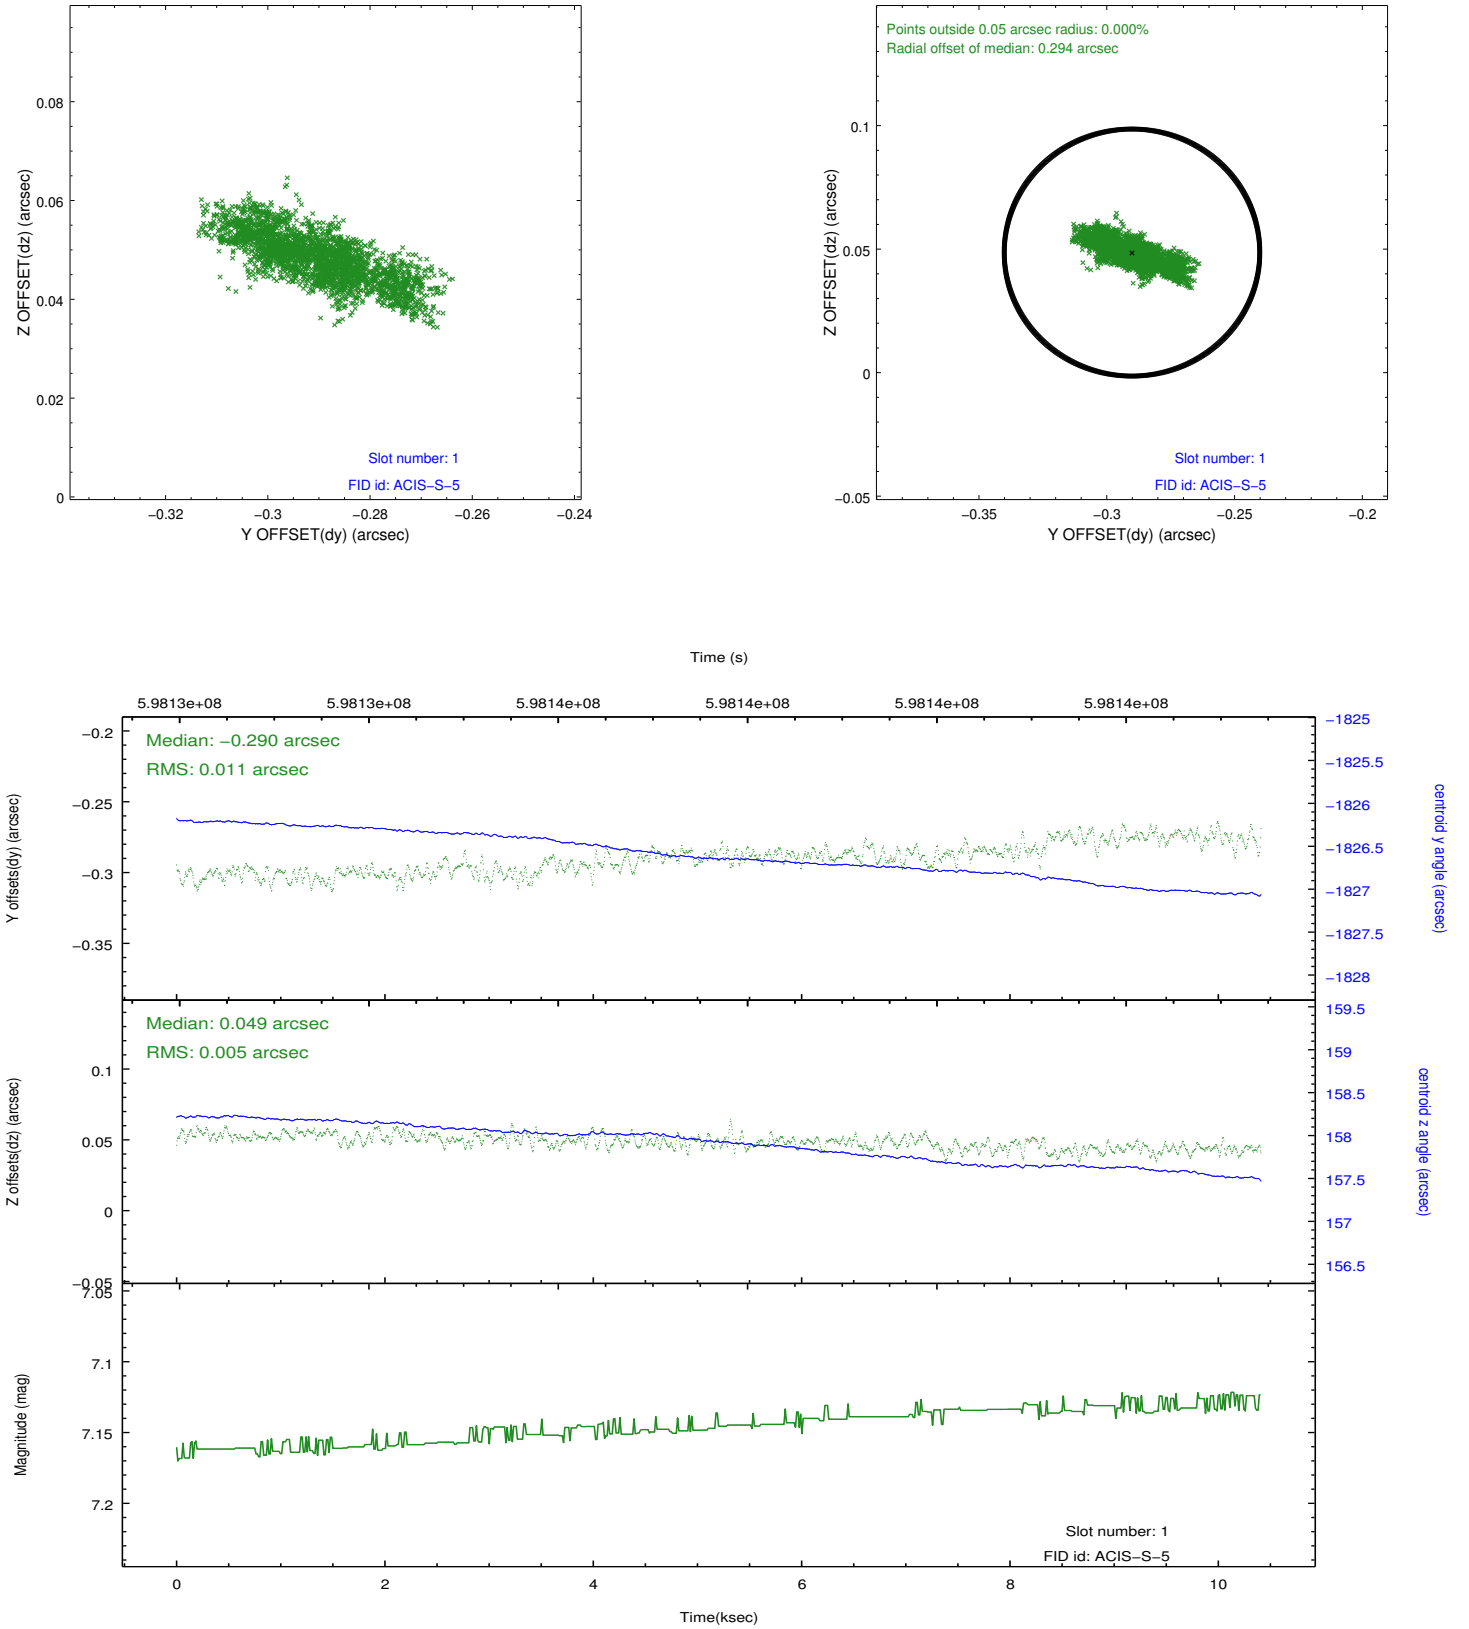 0.08
0.06
0.04
0.02
0
Z OFFSET(dz) (arcsec)
Slot number: 1
FID id: ACIS−S−5
−0.32
−0.3
−0.28
−0.26
−0.24
Y OFFSET(dy) (arcsec)
Points outside 0.05 arcsec radius: 0.000%
Radial offset of median: 0.294 arcsec
0.1
0.05
0
−0.05
Z OFFSET(dz) (arcsec)
Slot number: 1
FID id: ACIS−S−5
−0.35
−0.3
−0.25
−0.2
Y OFFSET(dy) (arcsec)
Time (s)
5.9813e+08
5.9813e+08
5.9814e+08
5.9814e+08
5.9814e+08
5.9814e+08
Median: −0.290 arcsec
RMS: 0.011 arcsec
−0.2
−0.25
−0.3
−0.35
Y offsets(dy) (arcsec)
−1825
−1825.5
−1826
−1826.5
−1827
−1827.5
−1828
centroid y angle (arcsec)
Median: 0.049 arcsec
RMS: 0.005 arcsec
0.1
0.05
0
−0.05
Z offsets(dz) (arcsec)
159.5
159
158.5
158
157.5
157
156.5
centroid z angle (arcsec)
7.05
7.1
7.15
7.2
Magnitude (mag)
Slot number: 1
FID id: ACIS−S−5
0
2
4
6
8
10
Time(ksec)